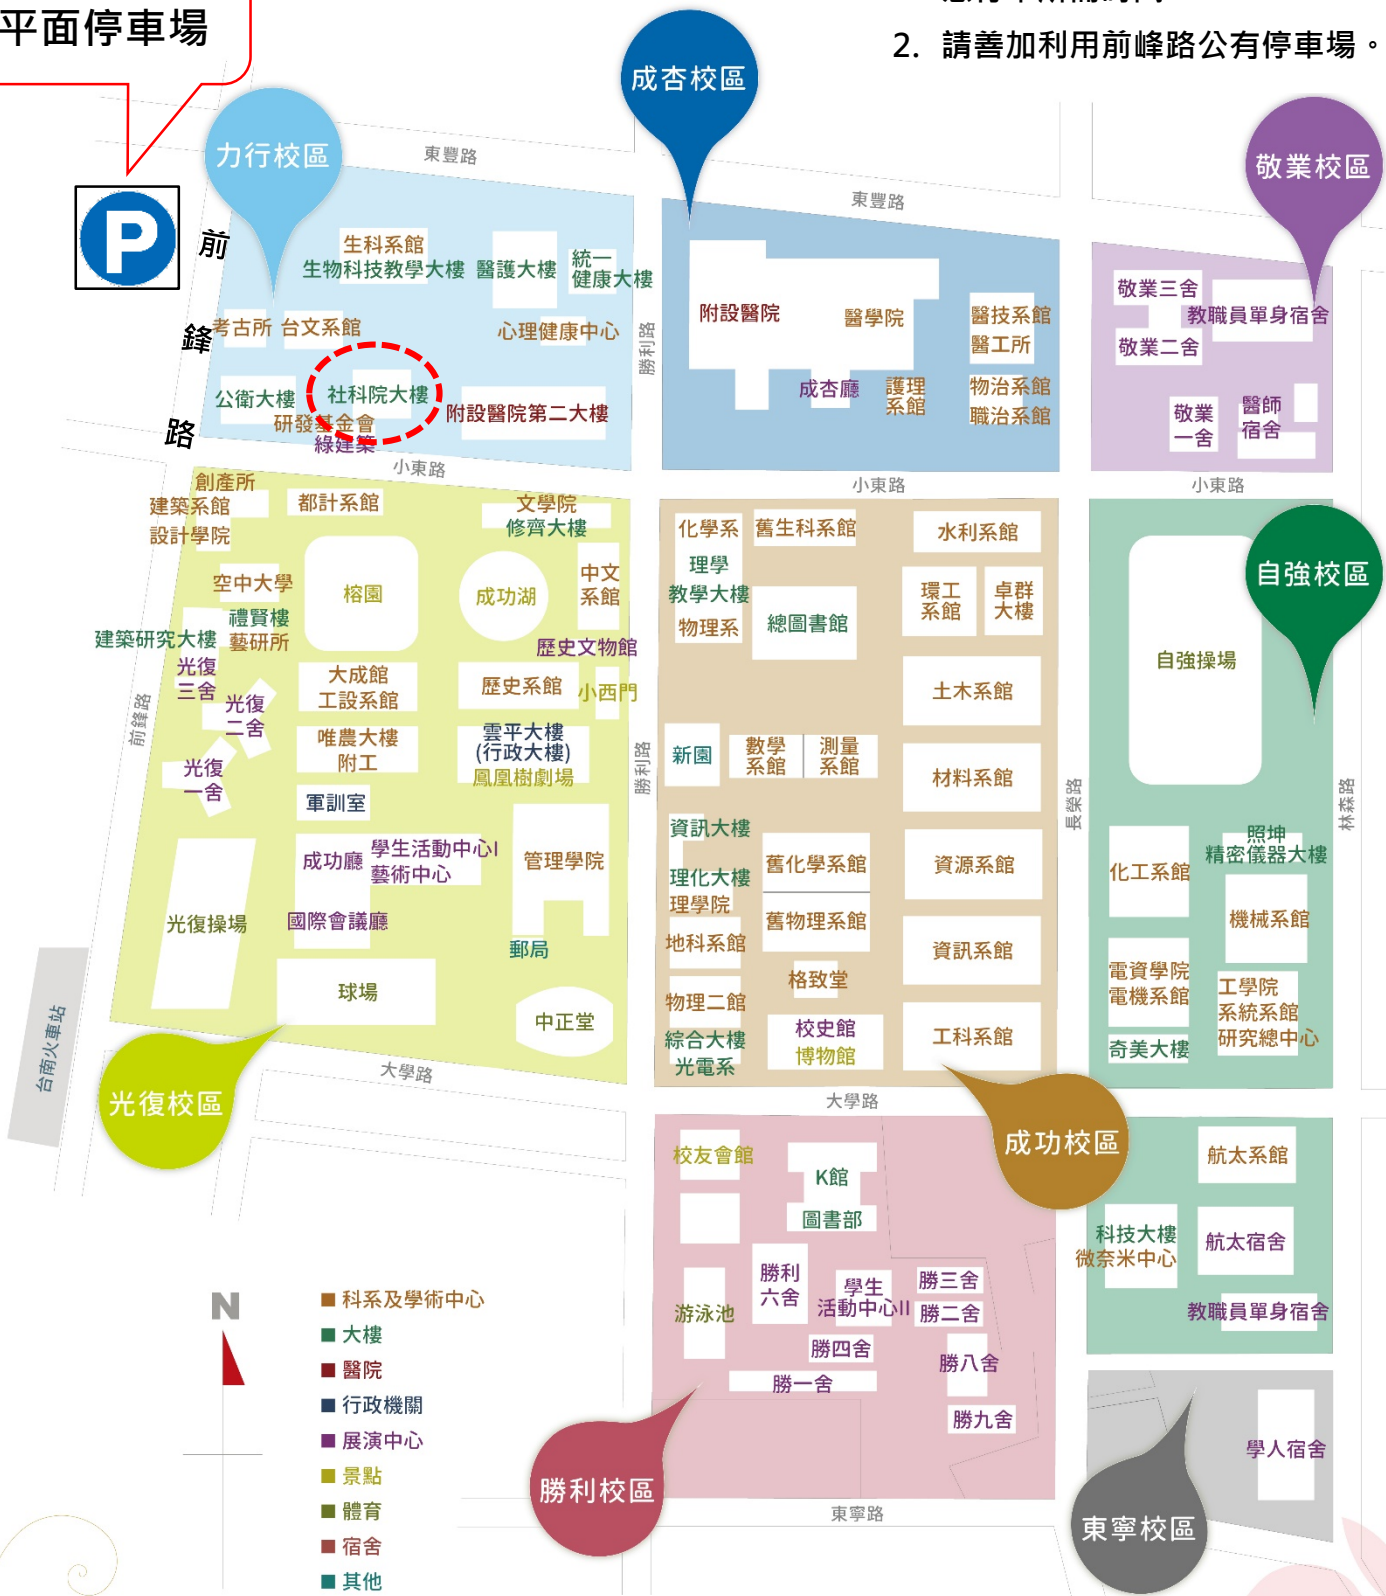 平面停車場
2. 請善加利用前峰路公有停車場。
成杏校區
力行校區
敬業校區
東豐路
東豐路
P
前
鋒
路
生科系館
生物科技教學大樓
醫護大樓
統一
健康大樓
考古所
台文系館
心理健康中心
公衛大樓
社科院大樓
研發基金會
綠建築
附設醫院第二大樓
勝利路
附設醫院
醫學院
醫技系館
醫工所
成杏廳
護理
系館
物治系館
職治系館
敬業三舍
教職員單身宿舍
敬業二舍
敬業
一舍
醫師
宿舍
小東路
小東路
小東路
創產所
建築系館
設計學院
都計系館
文學院
修齊大樓
空中大學
榕園
成功湖
中文
系館
禮賢樓
藝研所
建築研究大樓
歷史文物館
光復
三舍
大成館
工設系館
歷史系館
小西門
光復
二舍
唯農大樓
附工
雲平大樓
(行政大樓)
鳳凰樹劇場
光復
一舍
軍訓室
前鋒路
勝利路
成功廳
學生活動中心I
藝術中心
管理學院
光復操場
國際會議廳
郵局
球場
中正堂
台南火車站
光復校區
大學路
化學系
舊生科系館
水利系館
理學
教學大樓
物理系
總圖書館
環工
系館
卓群
大樓
土木系館
新園
數學
系館
測量
系館
材料系館
資訊大樓
理化大樓
理學院
舊化學系館
資源系館
地科系館
舊物理系館
資訊系館
物理二館
格致堂
綜合大樓
光電系
校史館
博物館
工科系館
長榮路
大學路
成功校區
自強校區
自強操場
林森路
照坤
精密儀器大樓
化工系館
機械系館
電資學院
電機系館
工學院
系統系館
研究總中心
奇美大樓
航太系館
科技大樓
微奈米中心
航太宿舍
教職員單身宿舍
校友會館
K館
圖書部
勝利
六舍
學生
活動中心II
勝三舍
勝二舍
游泳池
勝四舍
勝八舍
勝一舍
勝九舍
勝利校區
東寧路
學人宿舍
東寧校區
N
科系及學術中心
大樓
醫院
行政機關
展演中心
景點
體育
宿舍
其他